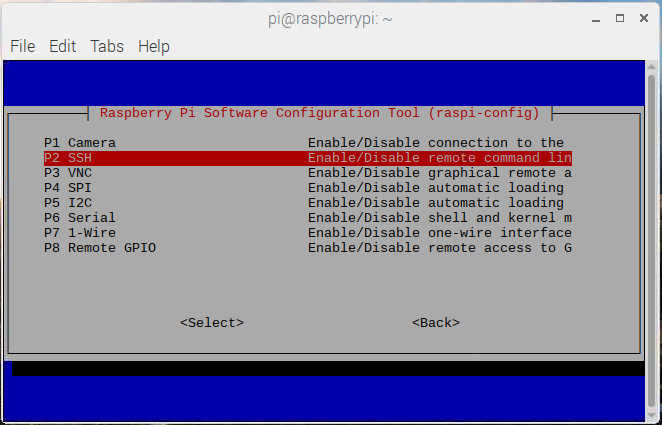 pi@raspberrypi: ~
File Edit Tabs Help
Raspberry Pi Software Configuration Tool (raspi-config)
P1 Camera Enable/Disable connection to the
P2 SSH Enable/Disable remote command lin
P3 VNC Enable/Disable graphical remote a
P4 SPI Enable/Disable automatic loading
P5 I2C Enable/Disable automatic loading
P6 Serial Enable/Disable shell and kernel m
P7 1-Wire Enable/Disable one-wire interface
P8 Remote GPIO Enable/Disable remote access to G
<Select> <Back>